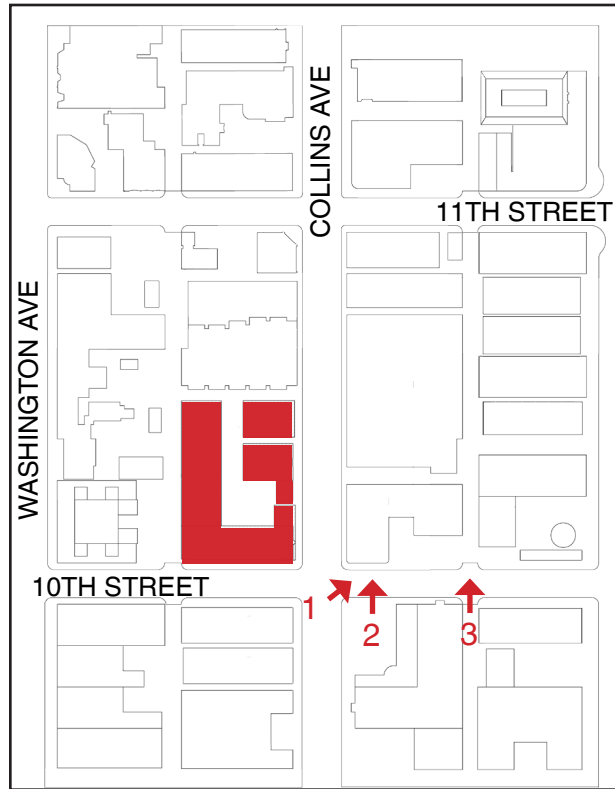 COLLINS AVE
11TH STREET
WASHINGTON AVE
10TH STREET
1
2
3